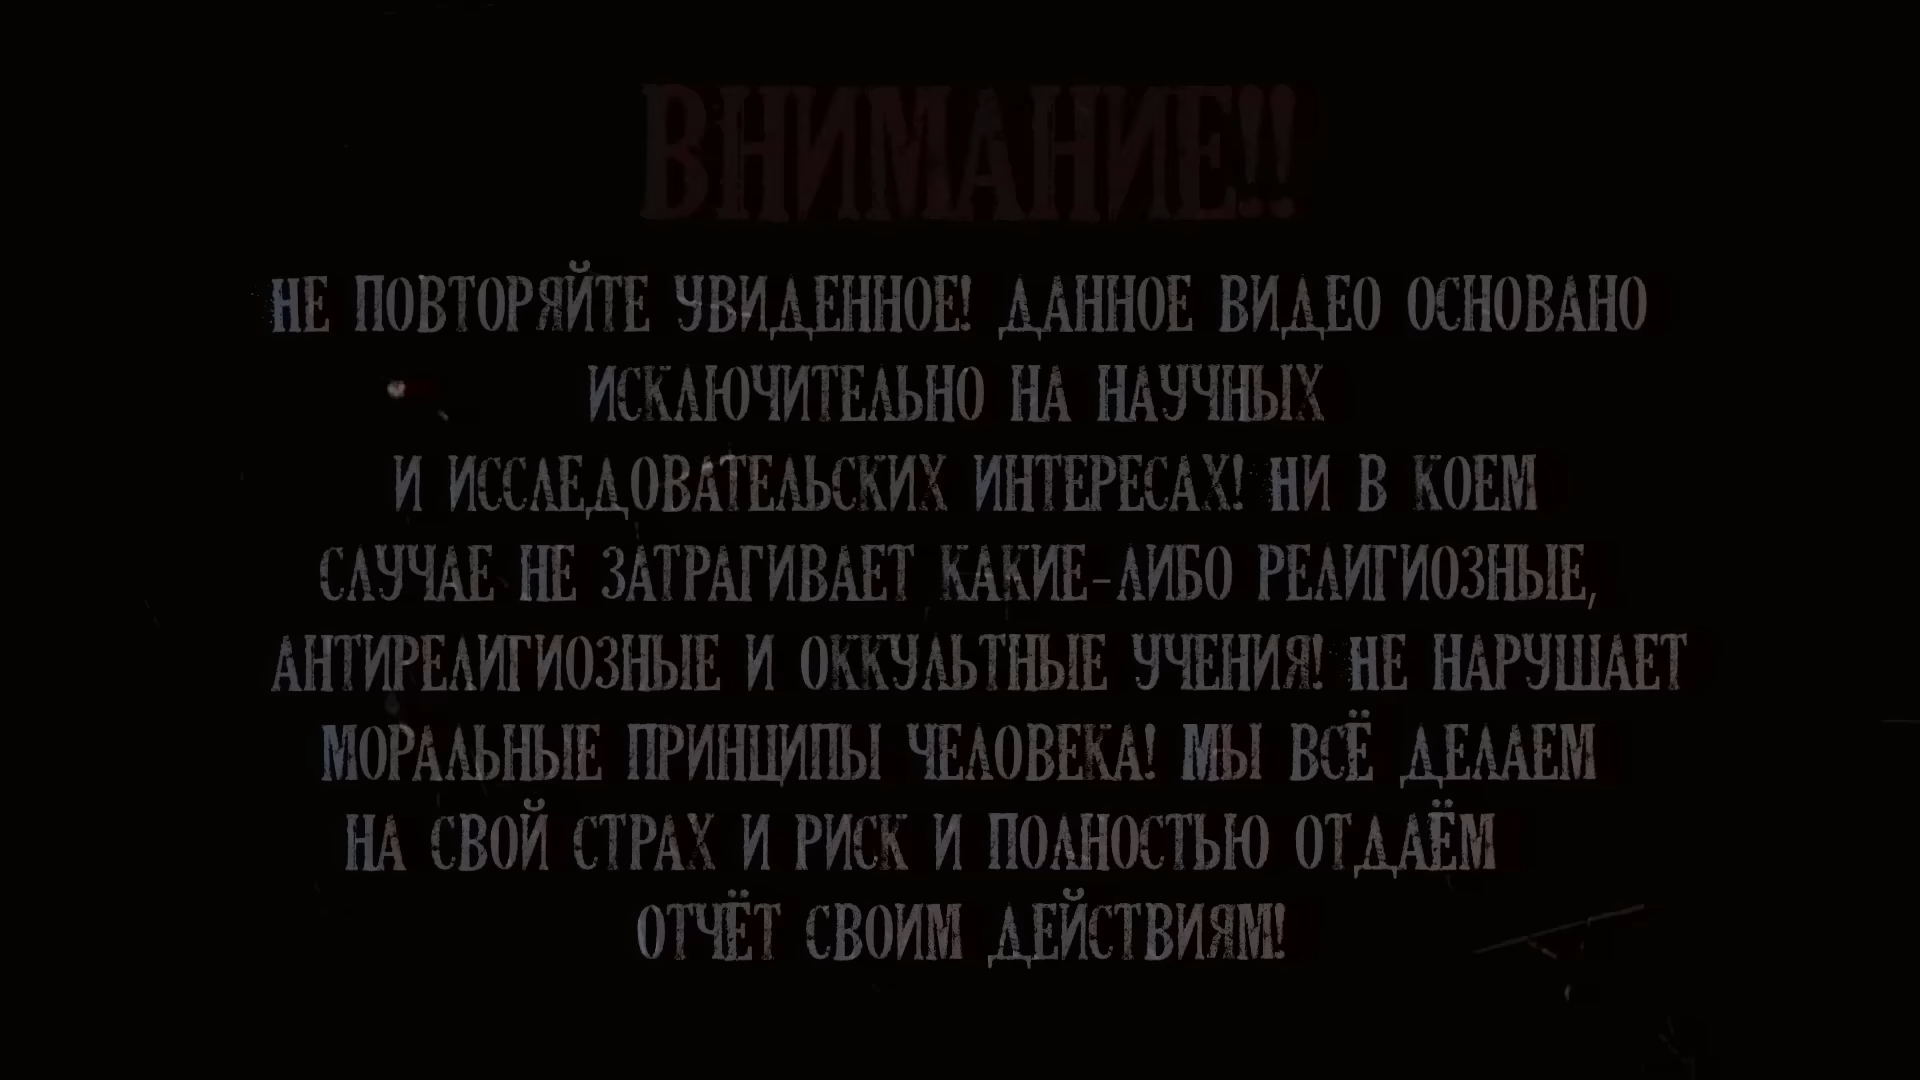 ВНИМАНИЕ!!
НЕ ПОВТОРЯЙТЕ УВИДЕННОЕ! ДАННОЕ ВИДЕО ОСНОВАНО
ИСКЛЮЧИТЕЛЬНО НА НАУЧНЫХ
И ИССЛЕДОВАТЕЛЬСКИХ ИНТЕРЕСАХ! НИ В КОЕМ
СЛУЧАЕ НЕ ЗАТРАГИВАЕТ КАКИЕ-ЛИБО РЕЛИГИОЗНЫЕ,
АНТИРЕЛИГИОЗНЫЕ И ОККУЛЬТНЫЕ УЧЕНИЯ! НЕ НАРУШАЕТ
МОРАЛЬНЫЕ ПРИНЦИПЫ ЧЕЛОВЕКА! МЫ ВСЁ ДЕЛАЕМ
НА СВОЙ СТРАХ И РИСК И ПОЛНОСТЬЮ ОТДАЁМ
ОТЧЁТ СВОИМ ДЕЙСТВИЯМ!